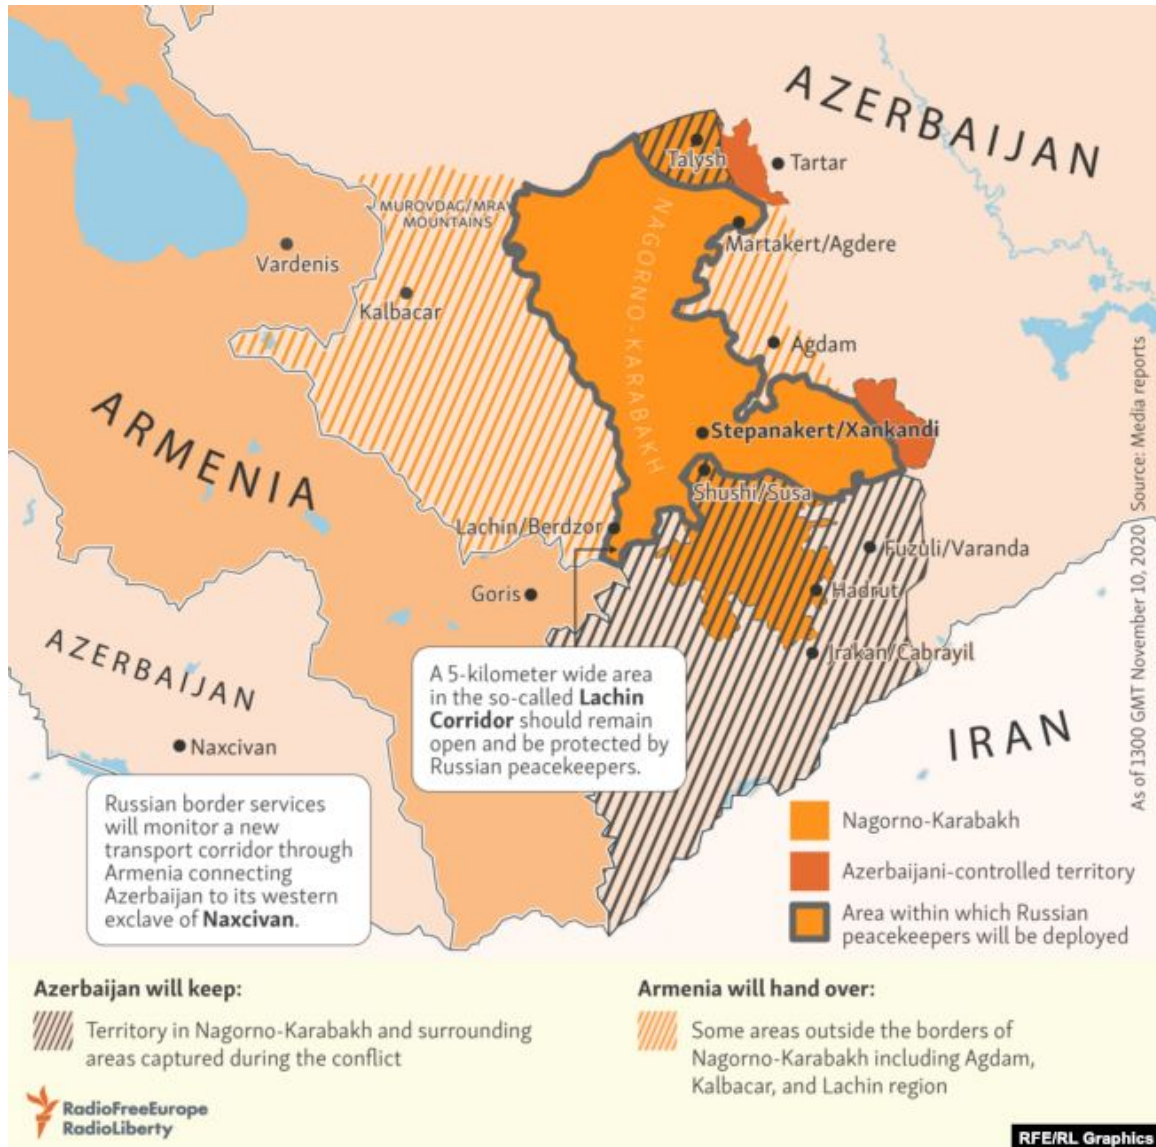 AZERBAIJAN
Talysh
Tartar
MUROVDAG/MRAV
MOUNTAINS
NAGORNO-KARABAKH
Martakert/Agdere
Vardenis
Kalbacar
Agdam
ARMENIA
Stepanakert/Xankandi
Shushi/Susa
Lachin/Berdzor
Fuzuli/Varanda
Goris
Hadrut
Jrakan/Cabrayil
AZERBAIJAN
Naxcivan
IRAN
A 5-kilometer wide area
in the so-called Lachin
Corridor should remain
open and be protected by
Russian peacekeepers.
Russian border services
will monitor a new
transport corridor through
Armenia connecting
Azerbaijan to its western
exclave of Naxcivan.
Nagorno-Karabakh
Azerbaijani-controlled territory
Area within which Russian
peacekeepers will be deployed
As of 1300 GMT November 10, 2020 Source: Media reports
Azerbaijan will keep:
Territory in Nagorno-Karabakh and surrounding
areas captured during the conflict
Armenia will hand over:
Some areas outside the borders of
Nagorno-Karabakh including Agdam,
Kalbacar, and Lachin region
RadioFreeEurope
RadioLiberty
RFE/RL Graphics